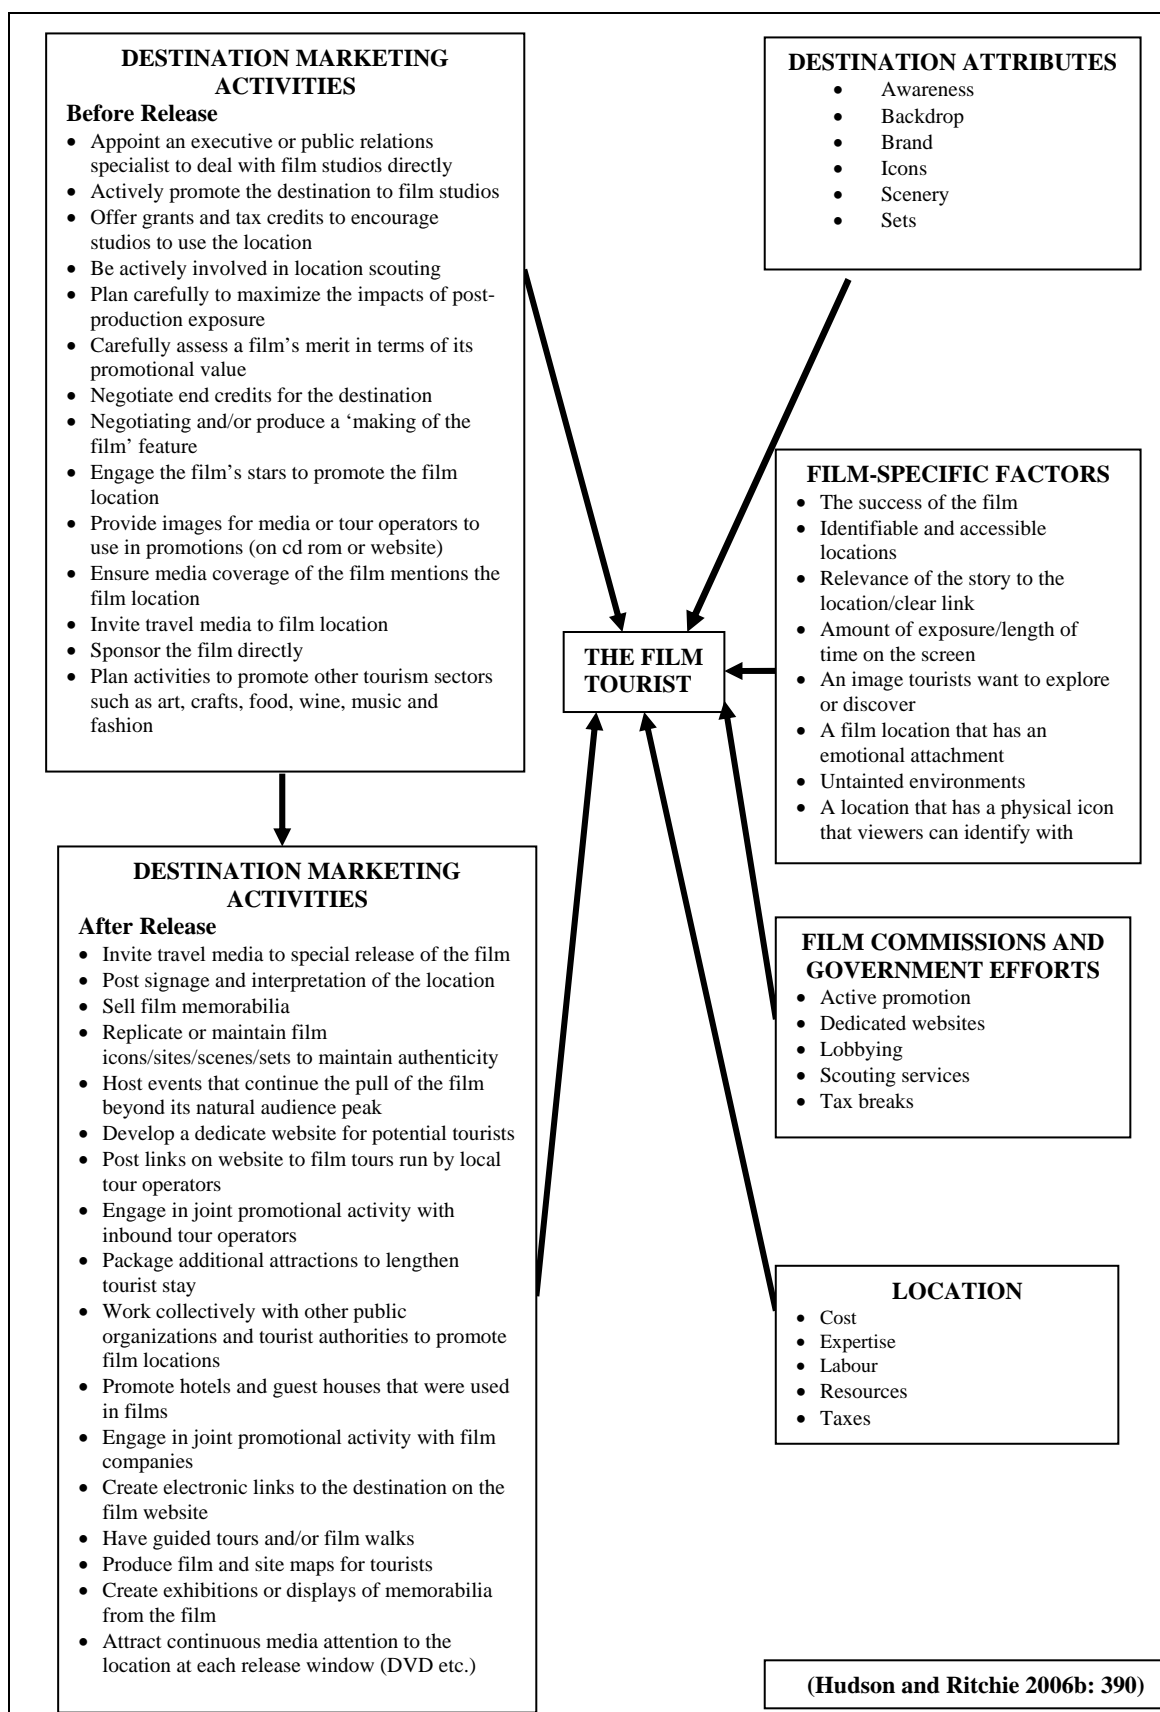 DESTINATION MARKETING
ACTIVITIES
Before Release
• Appoint an executive or public relations
specialist to deal with film studios directly
• Actively promote the destination to film studios
• Offer grants and tax credits to encourage
studios to use the location
• Be actively involved in location scouting
• Plan carefully to maximize the impacts of post-
production exposure
• Carefully assess a film’s merit in terms of its
promotional value
• Negotiate end credits for the destination
• Negotiating and/or produce a ‘making of the
film’ feature
• Engage the film’s stars to promote the film
location
• Provide images for media or tour operators to
use in promotions (on cd rom or website)
• Ensure media coverage of the film mentions the
film location
• Invite travel media to film location
• Sponsor the film directly
• Plan activities to promote other tourism sectors
such as art, crafts, food, wine, music and
fashion
DESTINATION MARKETING
ACTIVITIES
After Release
• Invite travel media to special release of the film
• Post signage and interpretation of the location
• Sell film memorabilia
• Replicate or maintain film
icons/sites/scenes/sets to maintain authenticity
• Host events that continue the pull of the film
beyond its natural audience peak
• Develop a dedicate website for potential tourists
• Post links on website to film tours run by local
tour operators
• Engage in joint promotional activity with
inbound tour operators
• Package additional attractions to lengthen
tourist stay
• Work collectively with other public
organizations and tourist authorities to promote
film locations
• Promote hotels and guest houses that were used
in films
• Engage in joint promotional activity with film
companies
• Create electronic links to the destination on the
film website
• Have guided tours and/or film walks
• Produce film and site maps for tourists
• Create exhibitions or displays of memorabilia
from the film
• Attract continuous media attention to the
location at each release window (DVD etc.)
THE FILM
TOURIST
DESTINATION ATTRIBUTES
• Awareness
• Backdrop
• Brand
• Icons
• Scenery
• Sets
FILM-SPECIFIC FACTORS
• The success of the film
• Identifiable and accessible
locations
• Relevance of the story to the
location/clear link
• Amount of exposure/length of
time on the screen
• An image tourists want to explore
or discover
• A film location that has an
emotional attachment
• Untainted environments
• A location that has a physical icon
that viewers can identify with
FILM COMMISSIONS AND
GOVERNMENT EFFORTS
• Active promotion
• Dedicated websites
• Lobbying
• Scouting services
• Tax breaks
LOCATION
• Cost
• Expertise
• Labour
• Resources
• Taxes
(Hudson and Ritchie 2006b: 390)